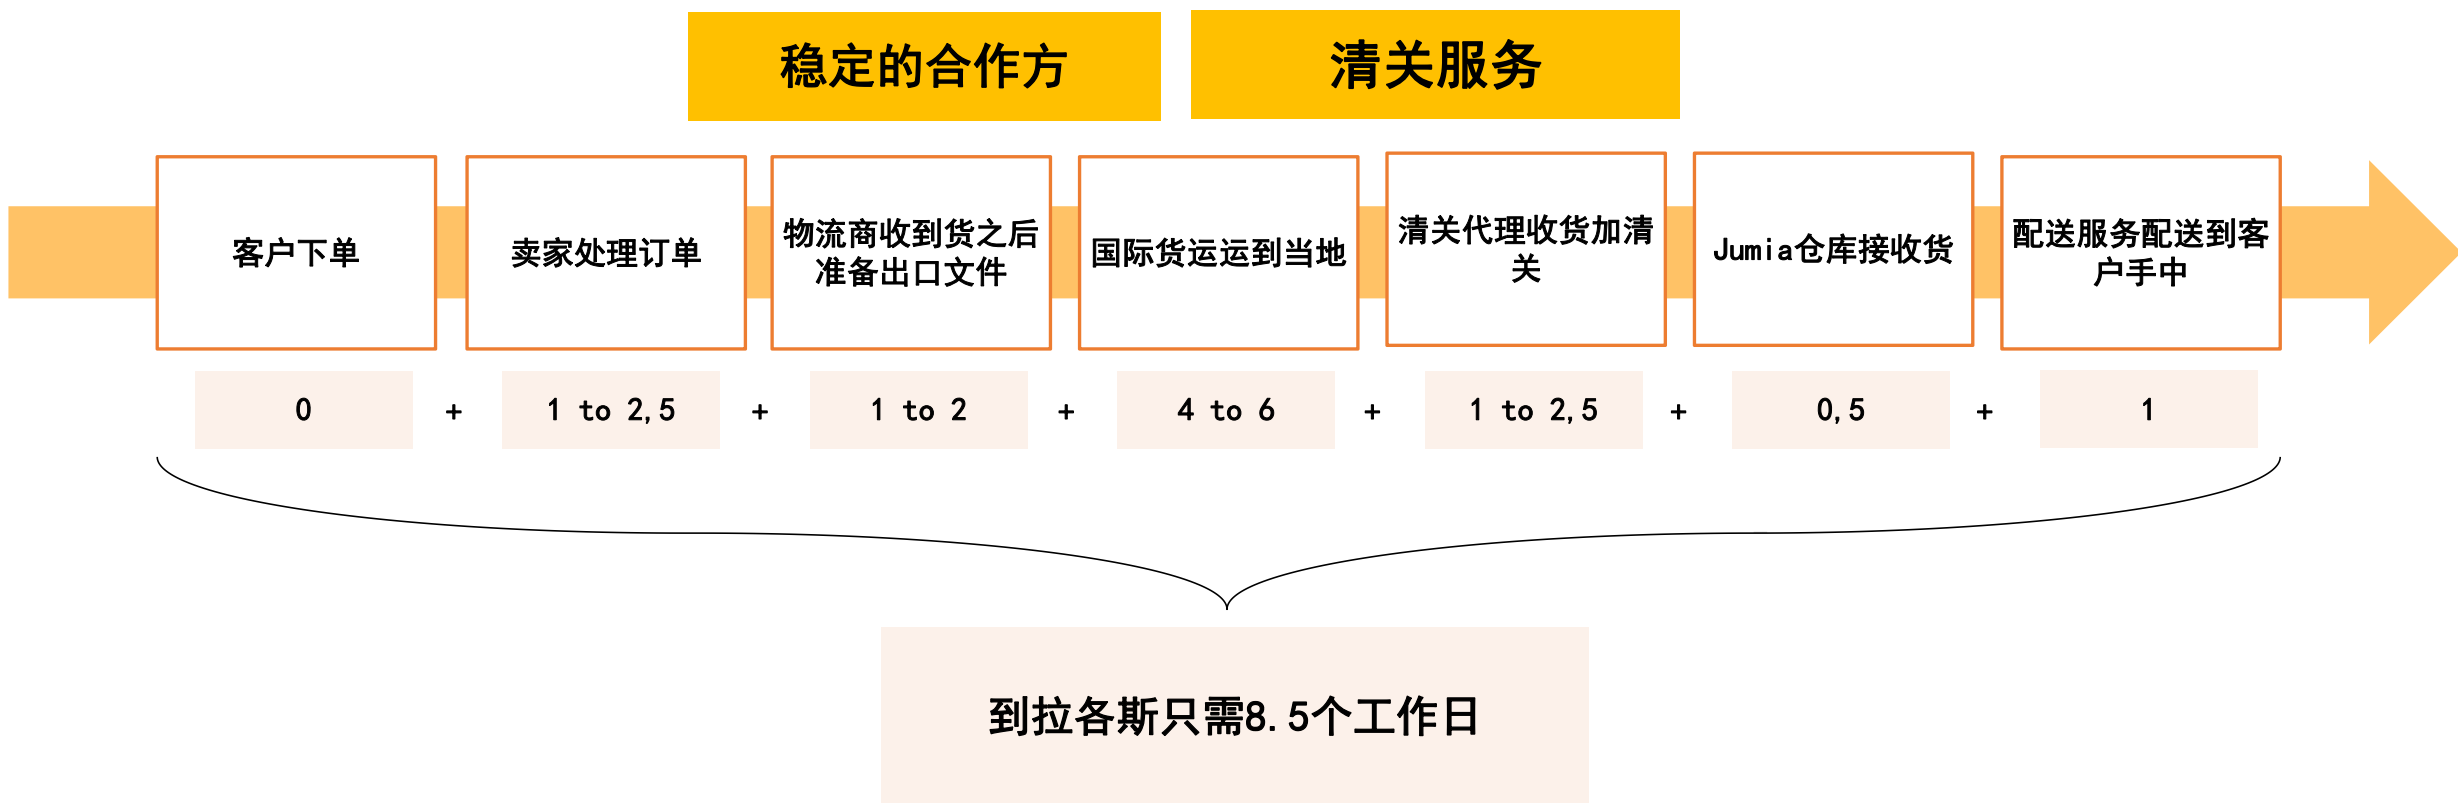 稳定的合作方
清关服务
客户下单
卖家处理订单
物流商收到货之后
准备出口文件
国际货运运到当地
清关代理收货加清
关
Jumia仓库接收货
配送服务配送到客
户手中
0 + 1 to 2,5 + 1 to 2 + 4 to 6 + 1 to 2,5 + 0,5 + 1
到拉各斯只需8.5个工作日